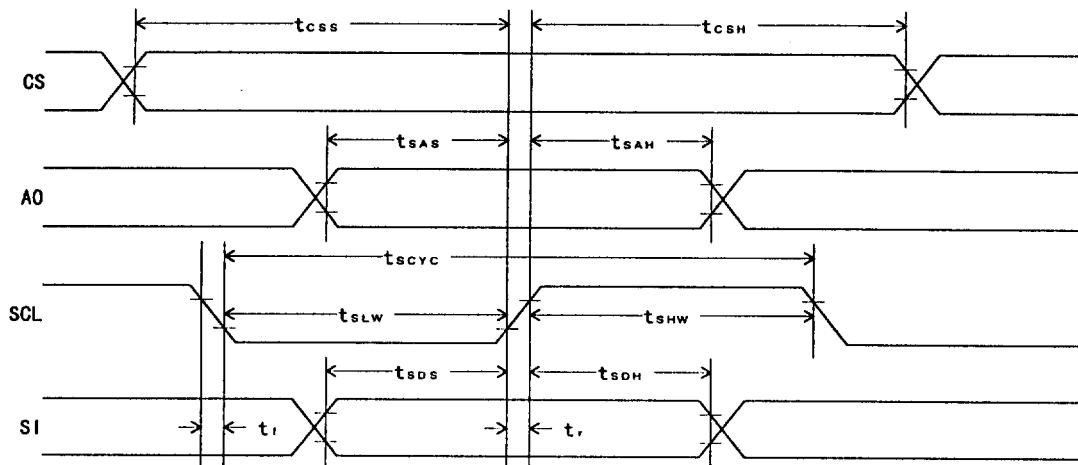 tCSS tCSH
CS
tSAS tSAH
A0
tSCYC
SCL
tSLW tSHW
tSDS tSDH
SI
tf tr